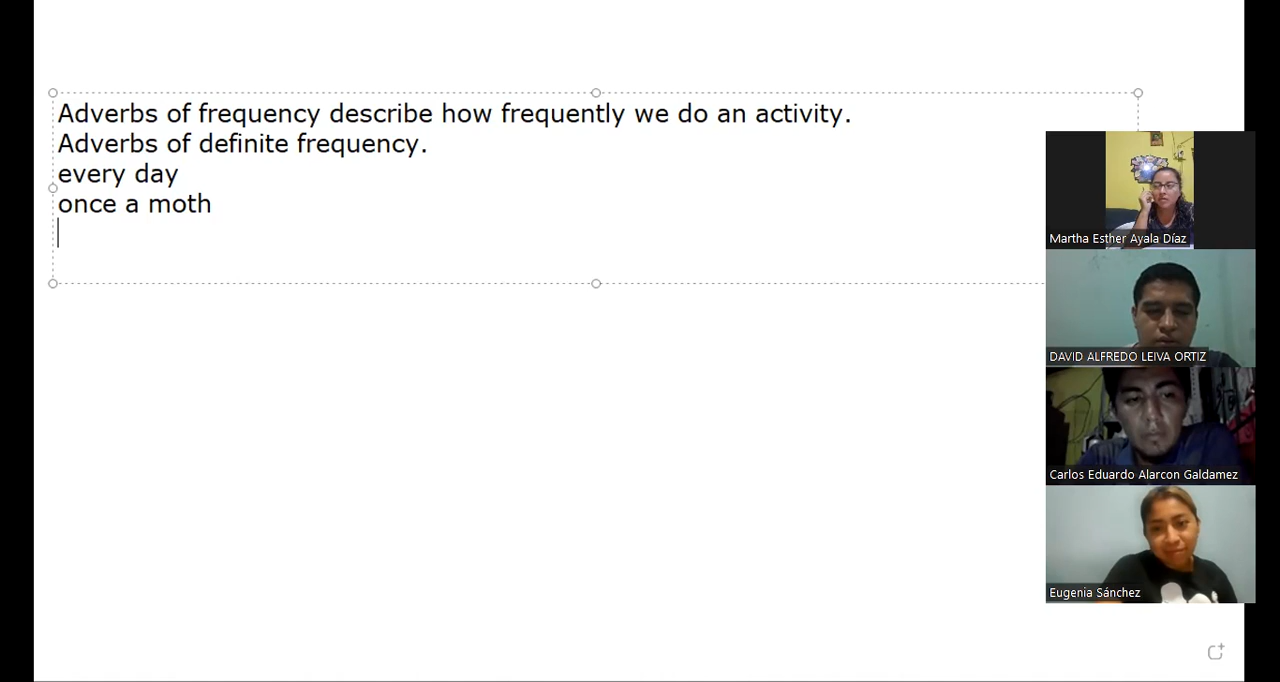 Adverbs of frequency describe how frequently we do an activity.
Adverbs of definite frequency.
every day
once a moth
Martha Esther Ayala Díaz
DAVID ALFREDO LEIVA ORTIZ
Carlos Eduardo Alarcon Galdamez
Eugenia Sánchez